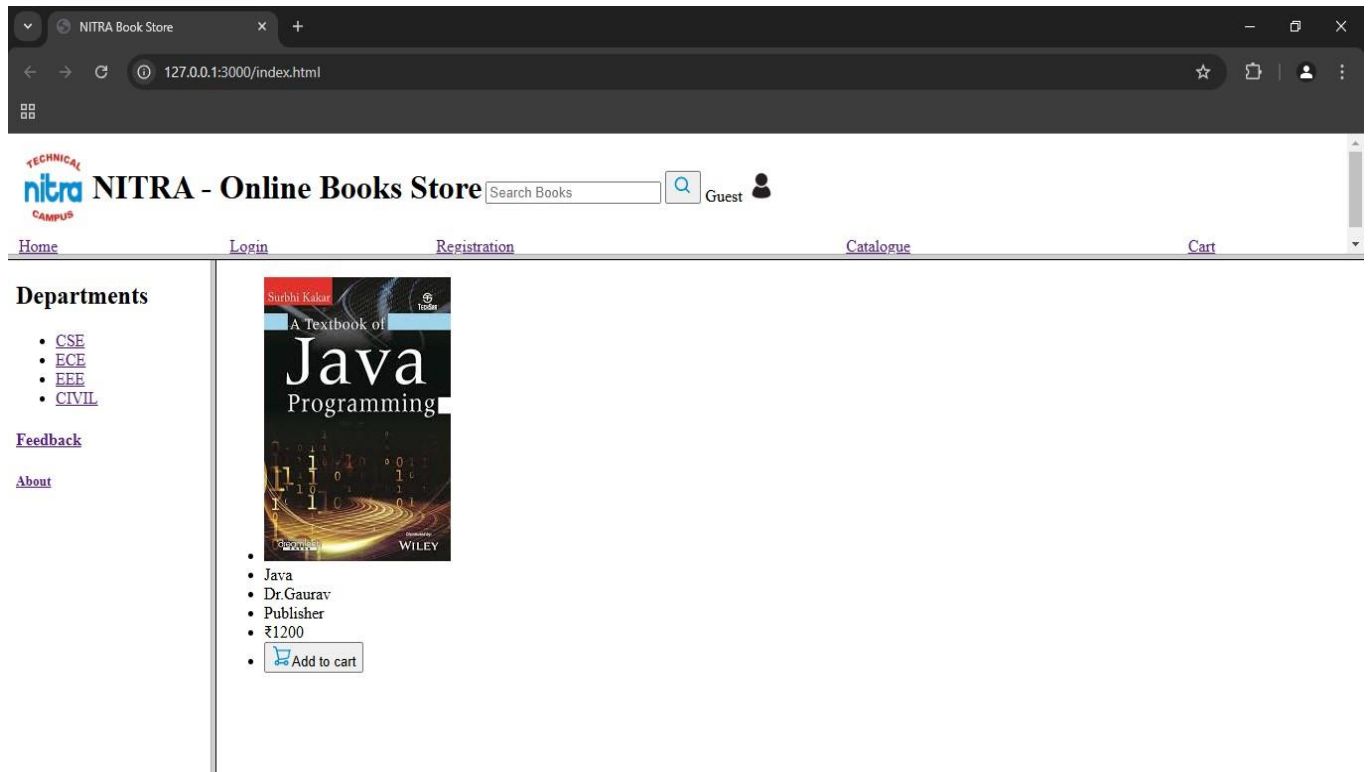 NITRA Book Store
127.0.0.1:3000/index.html
TECHNICAL
nitra
CAMPUS
NITRA - Online Books Store Search Books Guest
Home Login Registration Catalogue Cart
Departments
CSE
ECE
EEE
CIVIL
Feedback
About
Surbhi Kakar
A Textbook of
Java
Programming
WILEY
Java
Dr.Gaurav
Publisher
₹1200
Add to cart